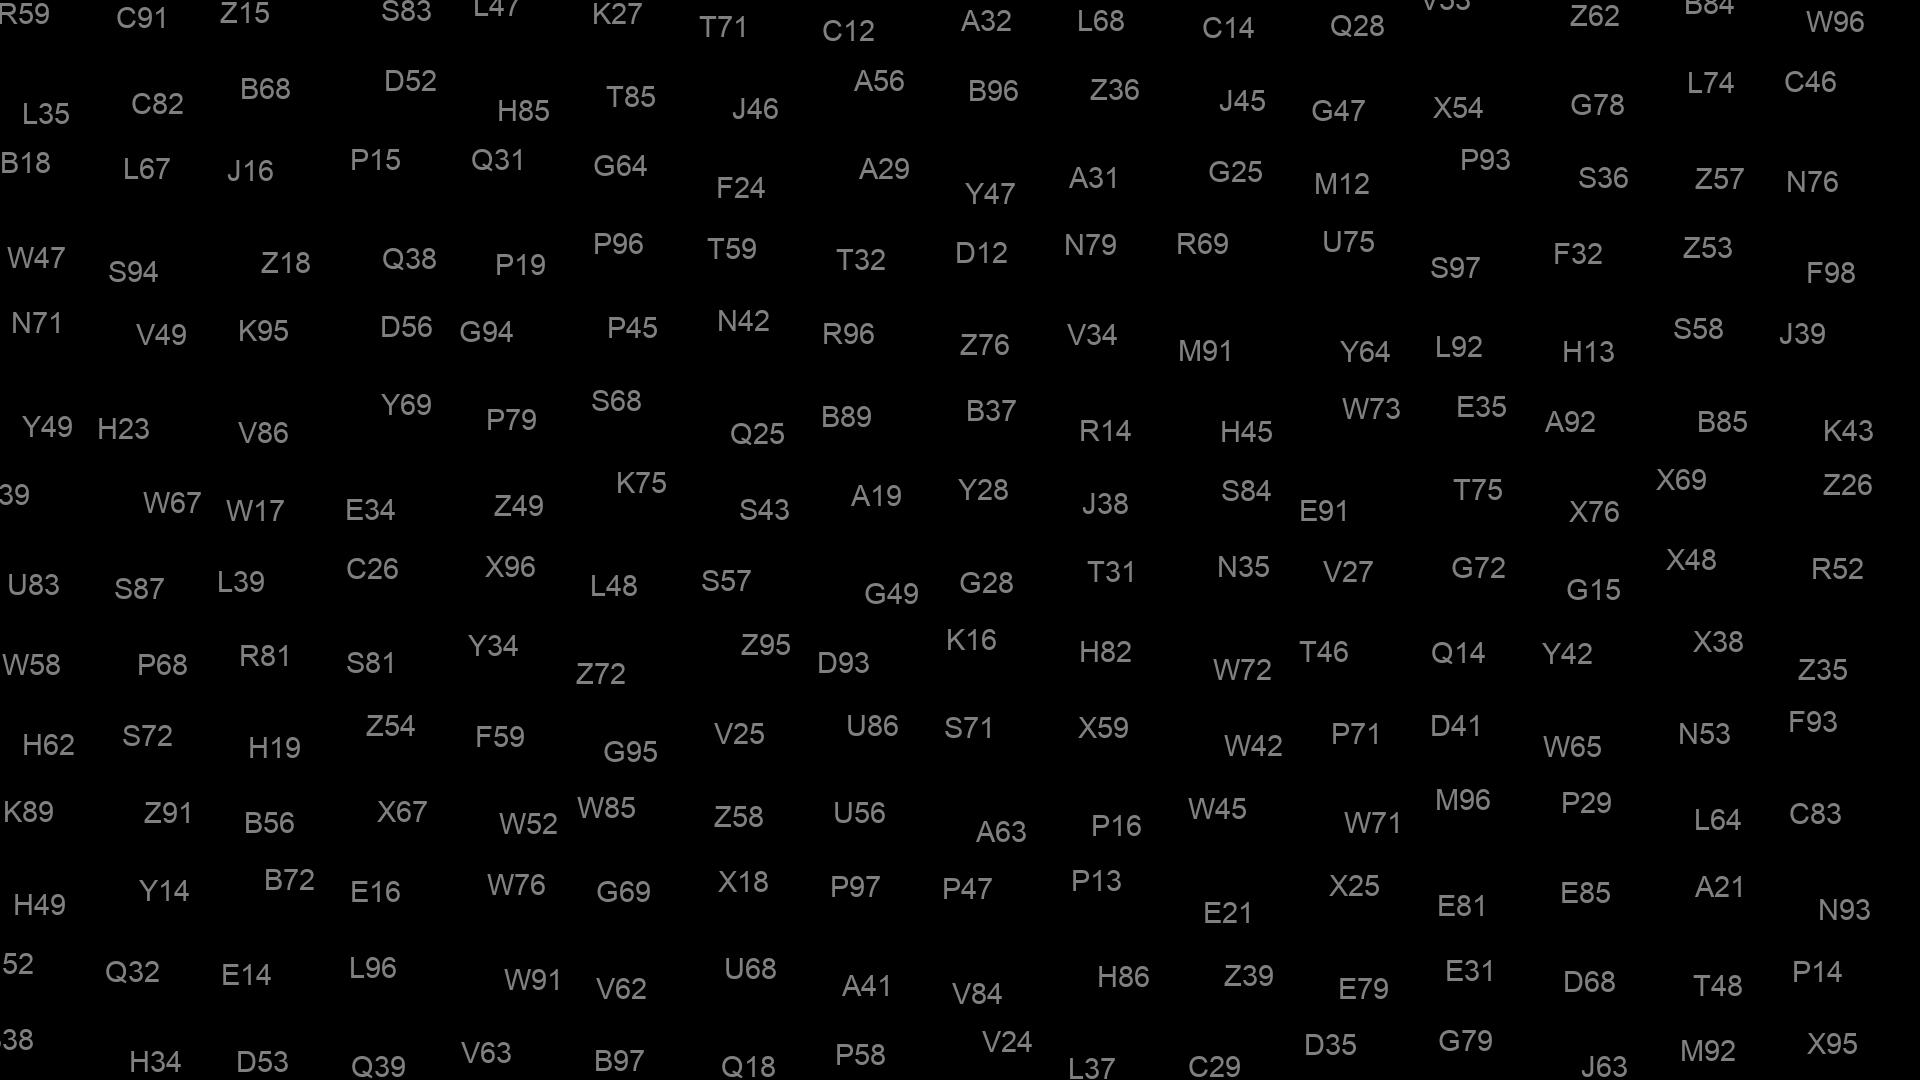 R59 C91 Z15 S83 L47 K27 T71 C12 A32 L68 C14 Q28 V53 Z62 B84 W96
L35 C82 B68 D52 H85 T85 J46 A56 B96 Z36 J45 G47 X54 G78 L74 C46
B18 L67 J16 P15 Q31 G64 F24 A29 Y47 A31 G25 M12 P93 S36 Z57 N76
W47 S94 Z18 Q38 P19 P96 T59 T32 D12 N79 R69 U75 S97 F32 Z53 F98
N71 V49 K95 D56 G94 P45 N42 R96 Z76 V34 M91 Y64 L92 H13 S58 J39
Y49 H23 V86 Y69 P79 S68 Q25 B89 B37 R14 H45 W73 E35 A92 B85 K43
39 W67 W17 E34 Z49 K75 S43 A19 Y28 J38 S84 E91 T75 X76 X69 Z26
U83 S87 L39 C26 X96 L48 S57 G49 G28 T31 N35 V27 G72 G15 X48 R52
W58 P68 R81 S81 Y34 Z72 Z95 D93 K16 H82 W72 T46 Q14 Y42 X38 Z35
H62 S72 H19 Z54 F59 G95 V25 U86 S71 X59 W42 P71 D41 W65 N53 F93
K89 Z91 B56 X67 W52 W85 Z58 U56 A63 P16 W45 W71 M96 P29 L64 C83
H49 Y14 B72 E16 W76 G69 X18 P97 P47 P13 E21 X25 E81 E85 A21 N93
52 Q32 E14 L96 W91 V62 U68 A41 V84 H86 Z39 E79 E31 D68 T48 P14
38 H34 D53 Q39 V63 B97 Q18 P58 V24 L37 C29 D35 G79 J63 M92 X95